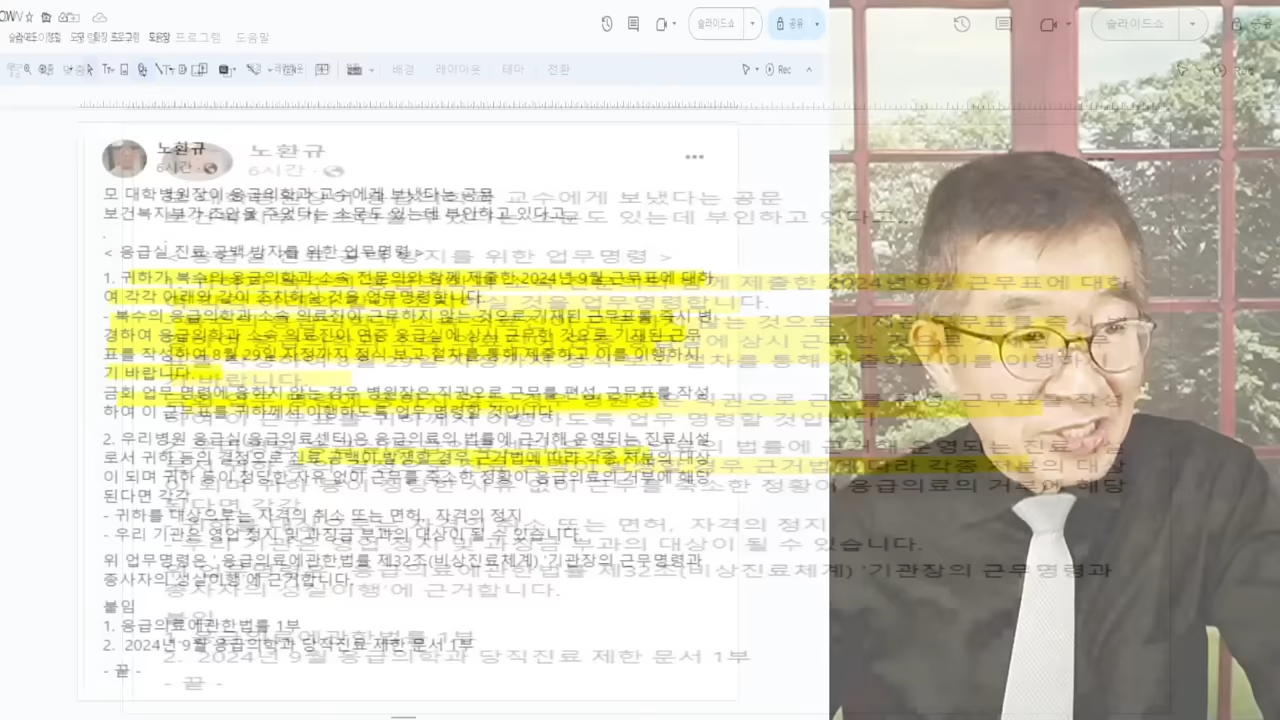 슬라이드쇼
공유
도움말
배경 레이아웃 테마 전환
Rec
노환규
6시간
모 대학병원장이 응급의학과 교수에게 보냈다는 공문
보건복지부가 조암을 주었다는 소문도 있는데 부인하고 있다고...
< 응급실 진료 공백 방지를 위한 업무명령 >
1. 귀하가 복수의 응급의학과 소속 전문의와 함께 제출한 2024년 9월 근무표에 대하
여 각각 아래와 같이 조치하실 것을 업무명령합니다.
- 복수의 응급의학과 소속 의료진이 근무하지 않는 것으로 기재된 근무표를 즉시 변
경하여 응급의학과 소속 의료진이 연중 응급실에 상시 근무한 것으로 기재된 근무
표를 작성하여 8월 29일 자정까지 정식 보고 절차를 통해 제출하고 이를 이행하시
기 바랍니다.
금회 업무 명령에 응하지 않는 경우 병원장은 직권으로 근무를 편성, 근무표를 작성
하여 이 근무표를 귀하께서 이행하도록 업무 명령할 것입니다.
2. 우리병원 응급실(응급의료센터)은 응급의료의 법률에 근거해 운영되는 진료시설
로서 귀하 등의 결정으로 진료 공백이 발생할 경우 근거법에 따라 각종 처분의 대상
이 되며 귀하 등이 정당한 사유 없이 근무를 축소한 정황이 응급의료의 거부에 해당
된다면 각각
- 귀하를 대상으로는 자격의 취소 또는 면허, 자격의 정지
- 우리 기관은 영업 정지 및 과징금 부과의 대상이 될 수 있습니다.
위 업무명령은 '응급의료에관한법률 제32조(비상진료체계) '기관장의 근무명령과
종사자의 성실이행'에 근거합니다.
붙임
1. 응급의료에관한법률 1부
2. 2024년 9월 응급의학과 당직진료 제한 문서 1부
- 끝 -